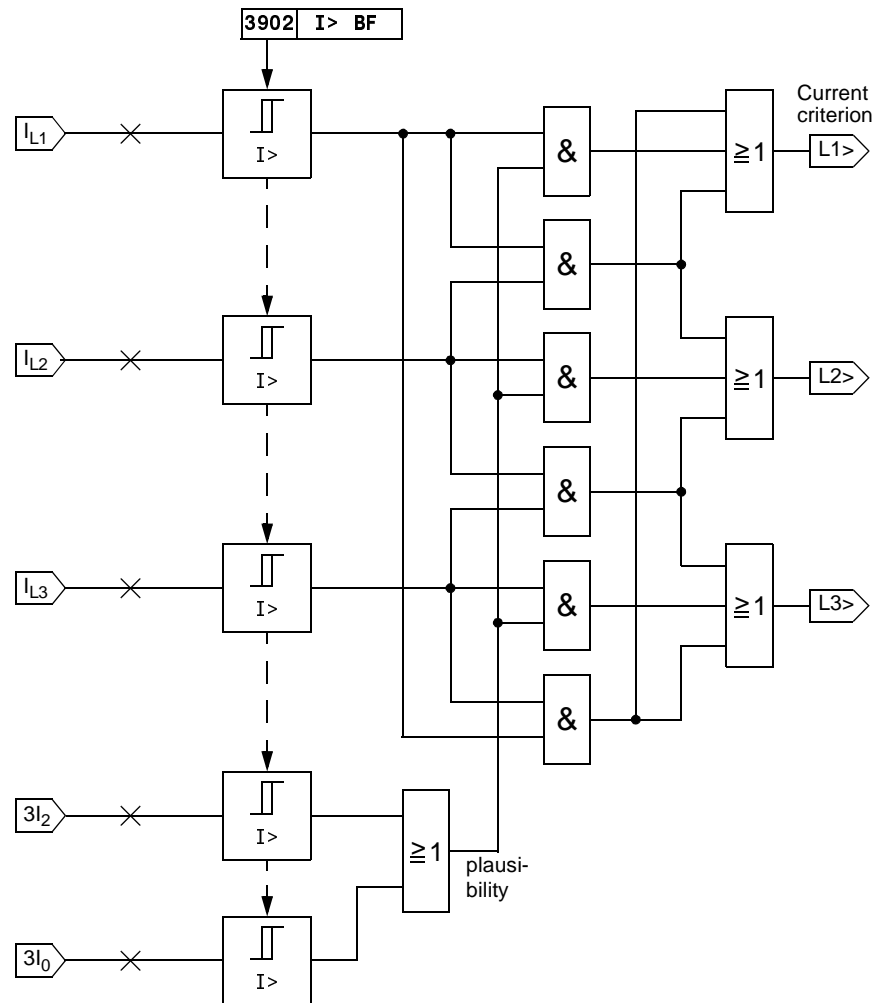 3902 I> BF
Current
criterion
I_L1
I>
&
≧1
L1>
&
I_L2
I>
&
≧1
L2>
&
I_L3
I>
&
≧1
L3>
&
3I_2
I>
≧1
plausi-
bility
3I_0
I>